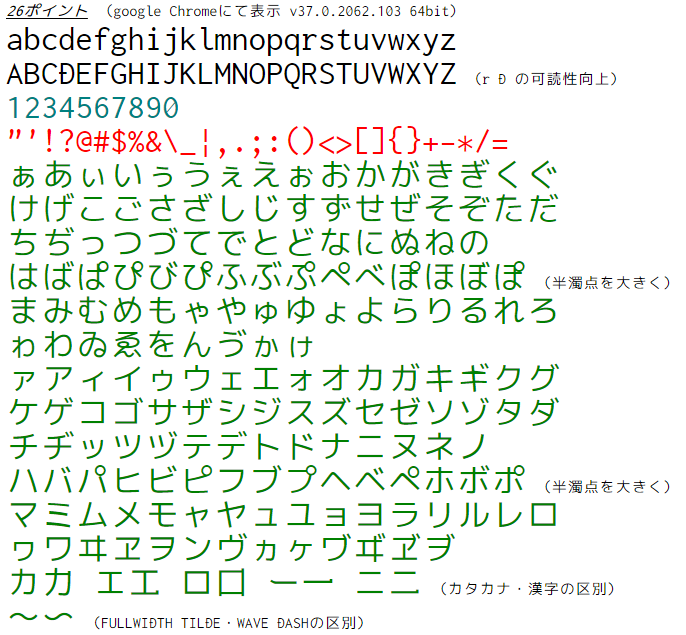 26ポイント （google Chromeにて表示 v37.0.2062.103 64bit）
abcdefghijklmnopqrstuvwxyz
ABCĐEFGHIJKLMNOPQRSTUVWXYZ （r Đ の可読性向上）
1234567890
"'!?@#$%&\_¦,.;:()<>[]{}+-*/=
ぁあぃいぅうぇえぉおかがきぎくぐ
けげこごさざしじすずせぜそぞただ
ちぢっつづてでとどなにぬねの
はばぱぴびぴふぶぷぺべぽほぼぽ （半濁点を大きく）
まみむめもゃやゅゆょよらりるれろ
ゎわゐゑをんゔゕゖ
ァアィイゥウェエォオカガキギクグ
ケゲコゴサザシジスズセゼソゾタダ
チヂッツヅテデトドナニヌネノ
ハバパヒビピフブプヘベペホボポ （半濁点を大きく）
マミムメモャヤュユョヨラリルレロ
ヮワヰヱヲンヴヵヶヷヸヹヺ
カ力 エ工 ロ口 ー一 ニ二 （カタカナ・漢字の区別）
～〜 （FULLWIĐTH TILĐE・WAVE ĐASHの区別）